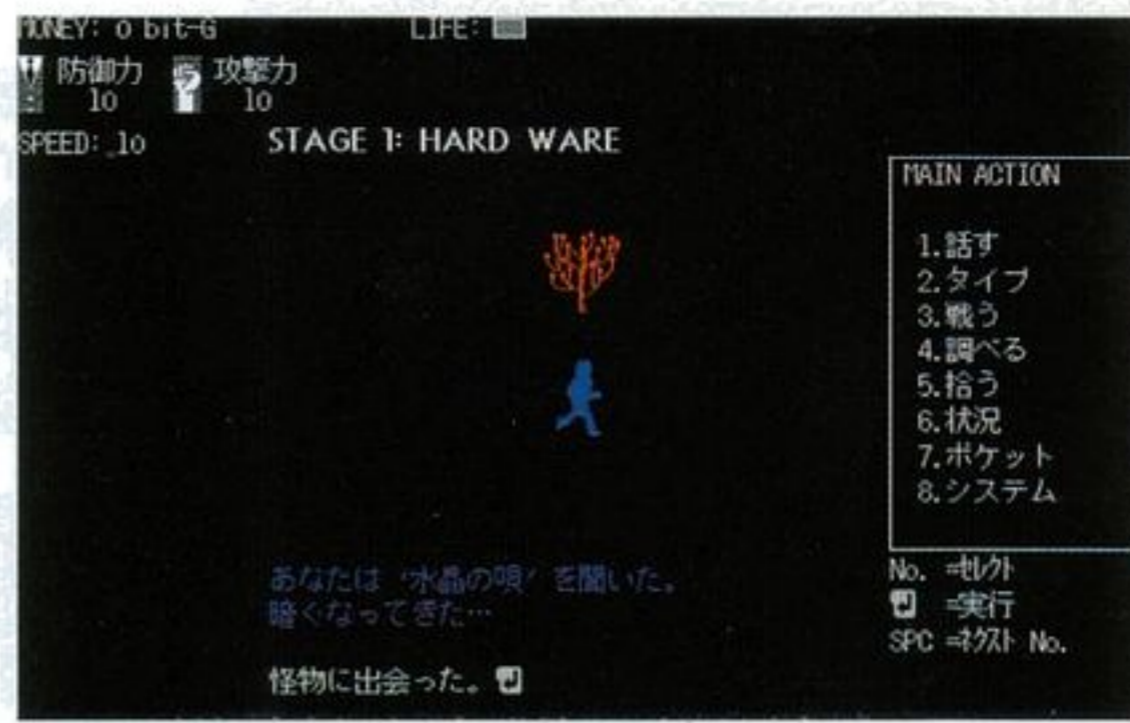 MONEY: 0 bit-G LIFE:
防御力 攻撃力
10 10
SPEED: 10 STAGE 1: HARD WARE
MAIN ACTION
1.話す
2.タイプ
3.戦う
4.調べる
5.拾う
6.状況
7.ポケット
8.システム
No. =セレクト
=実行
SPC =ネクスト No.
あなたは '水晶の唄' を聞いた。
暗くなってきた…
怪物に出会った。